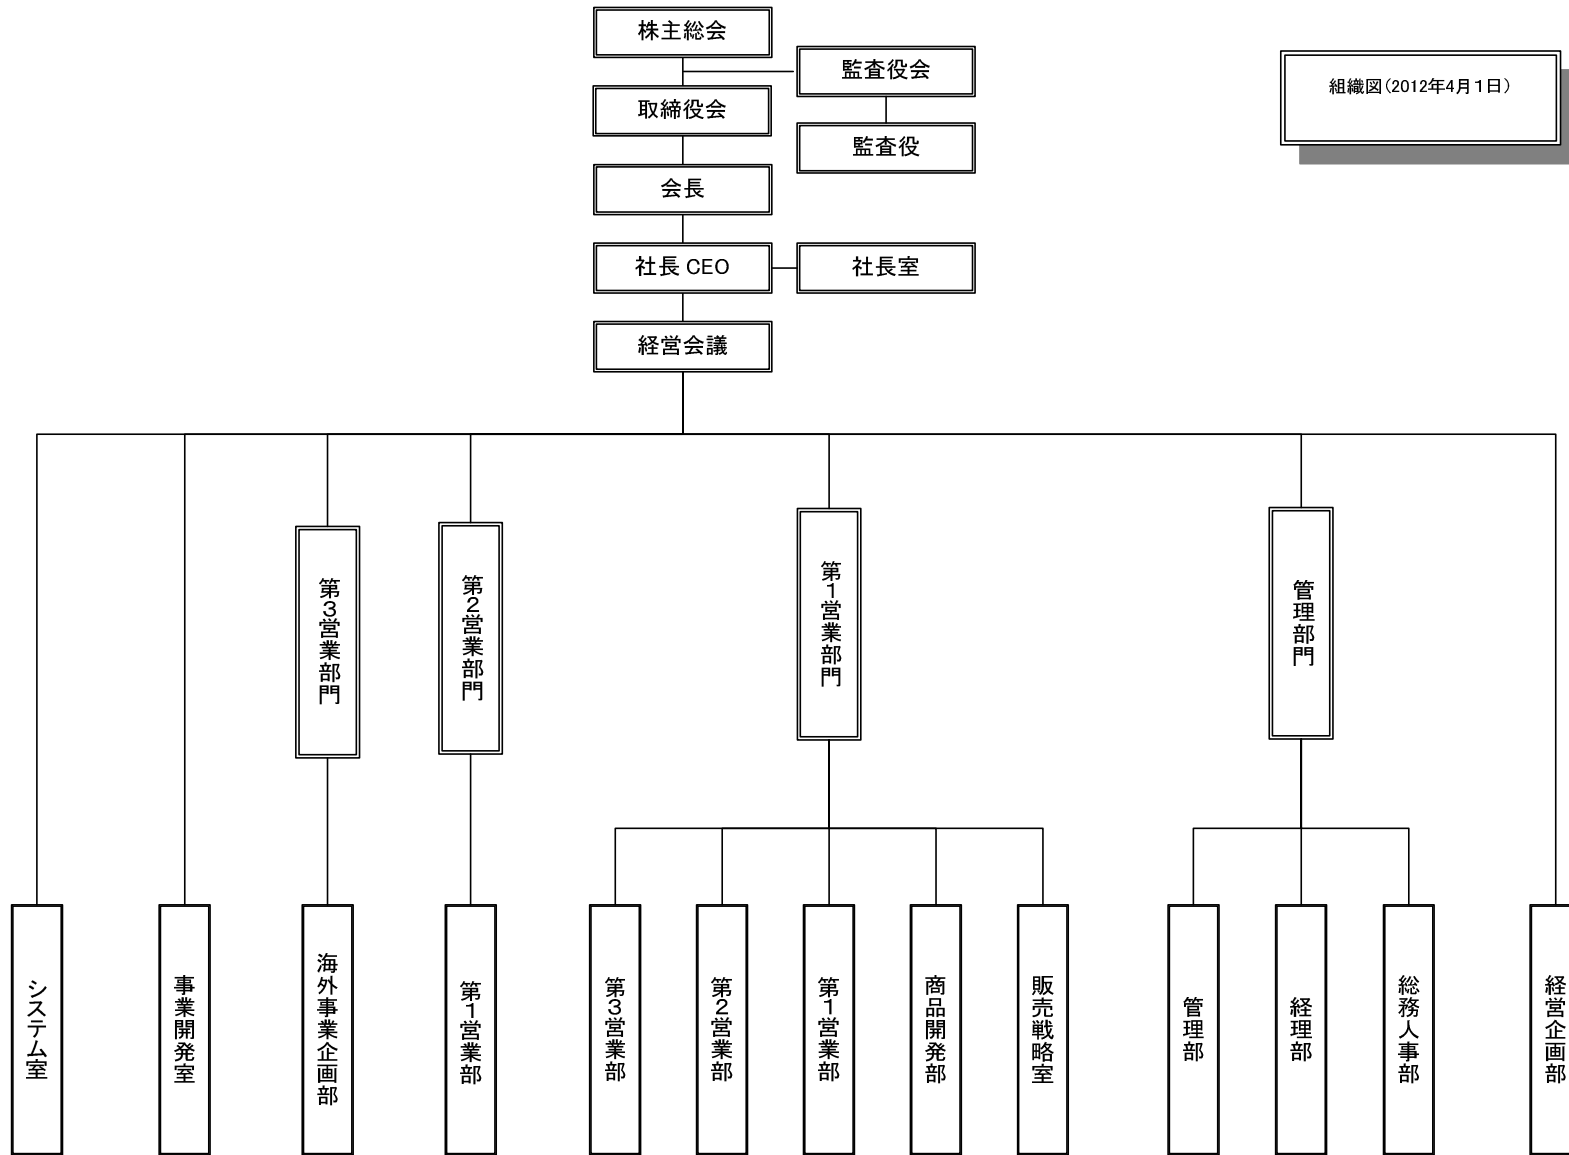 株主総会
監査役会
組織図（2012年4月１日）
取締役会
監査役
会長
社長 CEO
社長室
経営会議
第３営業部門
第２営業部門
第１営業部門
管理部門
システム室
事業開発室
海外事業企画部
第１営業部
第３営業部
第２営業部
第１営業部
商品開発部
販売戦略室
管理部
経理部
総務人事部
経営企画部